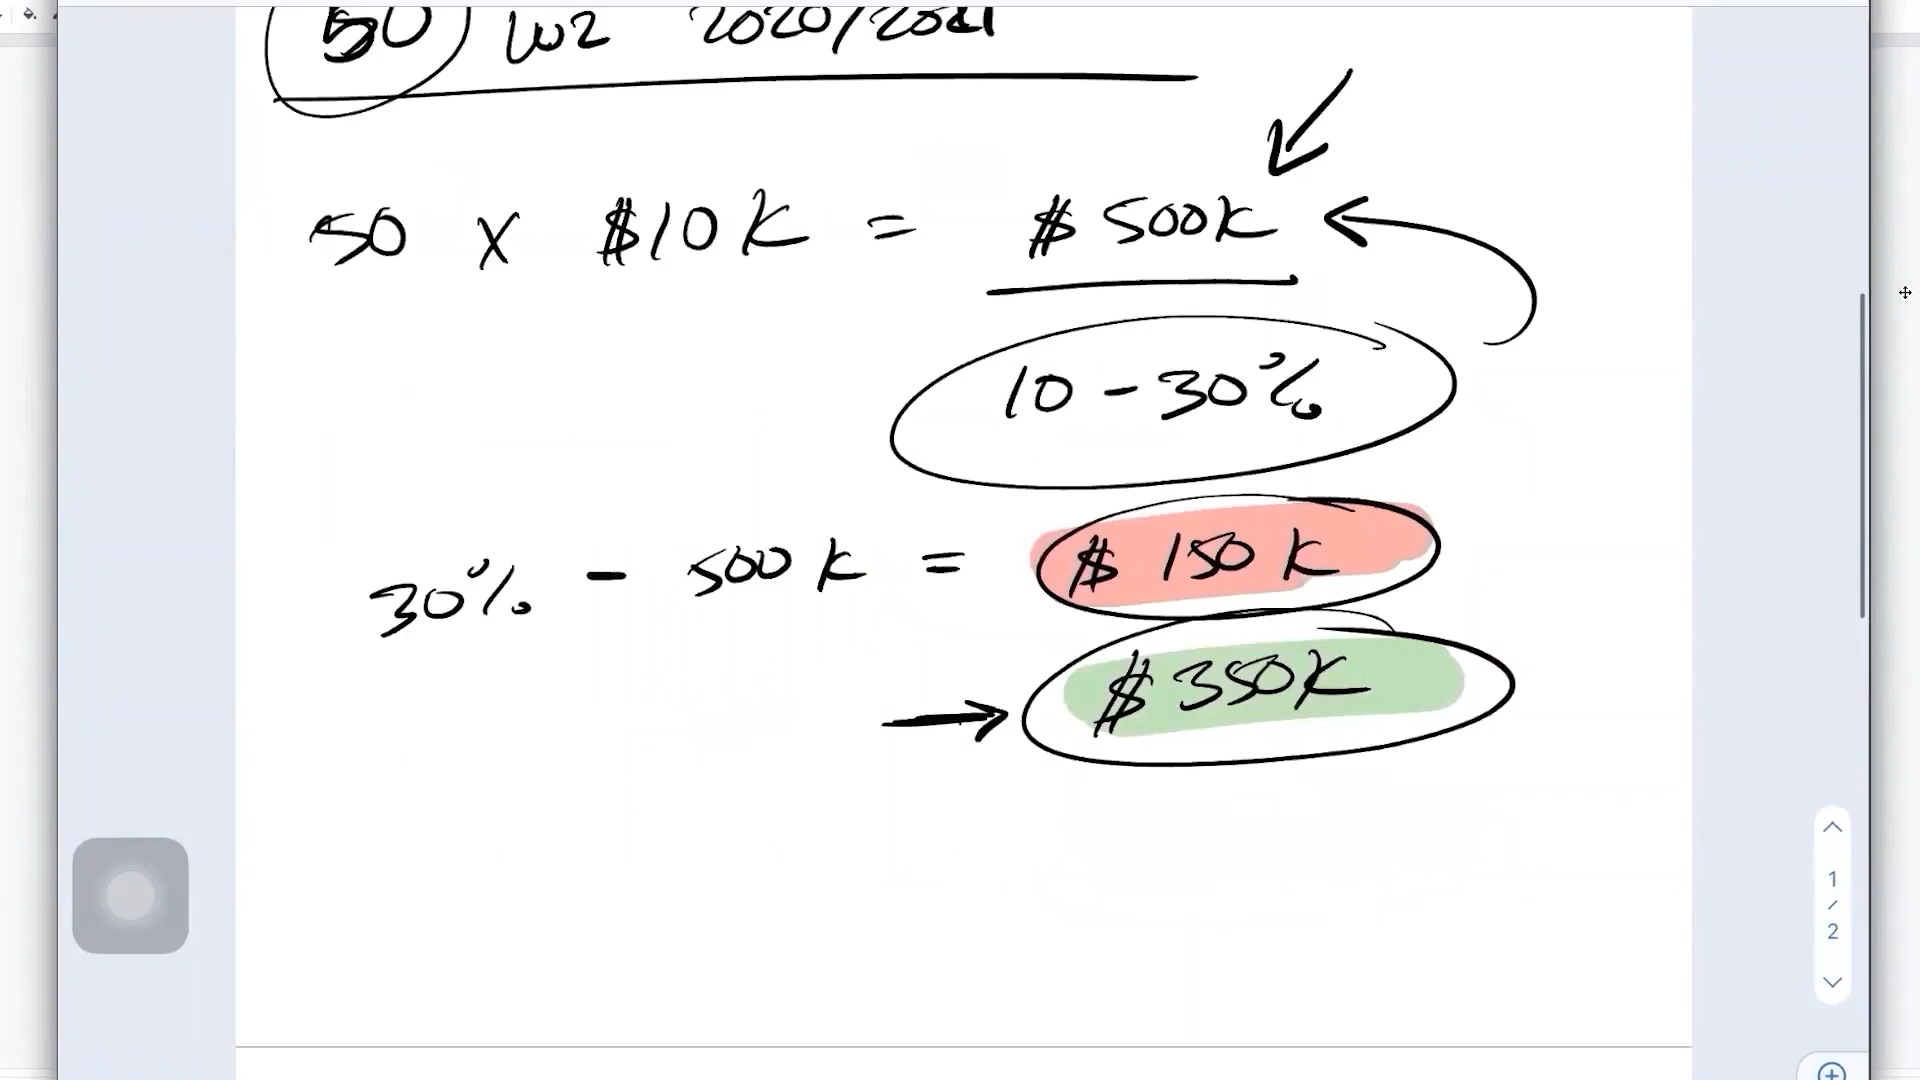 50 W2 2020/2021
50 x $10K = $500K
10-30%
30% - 500K = $150K
$350K
1
/
2